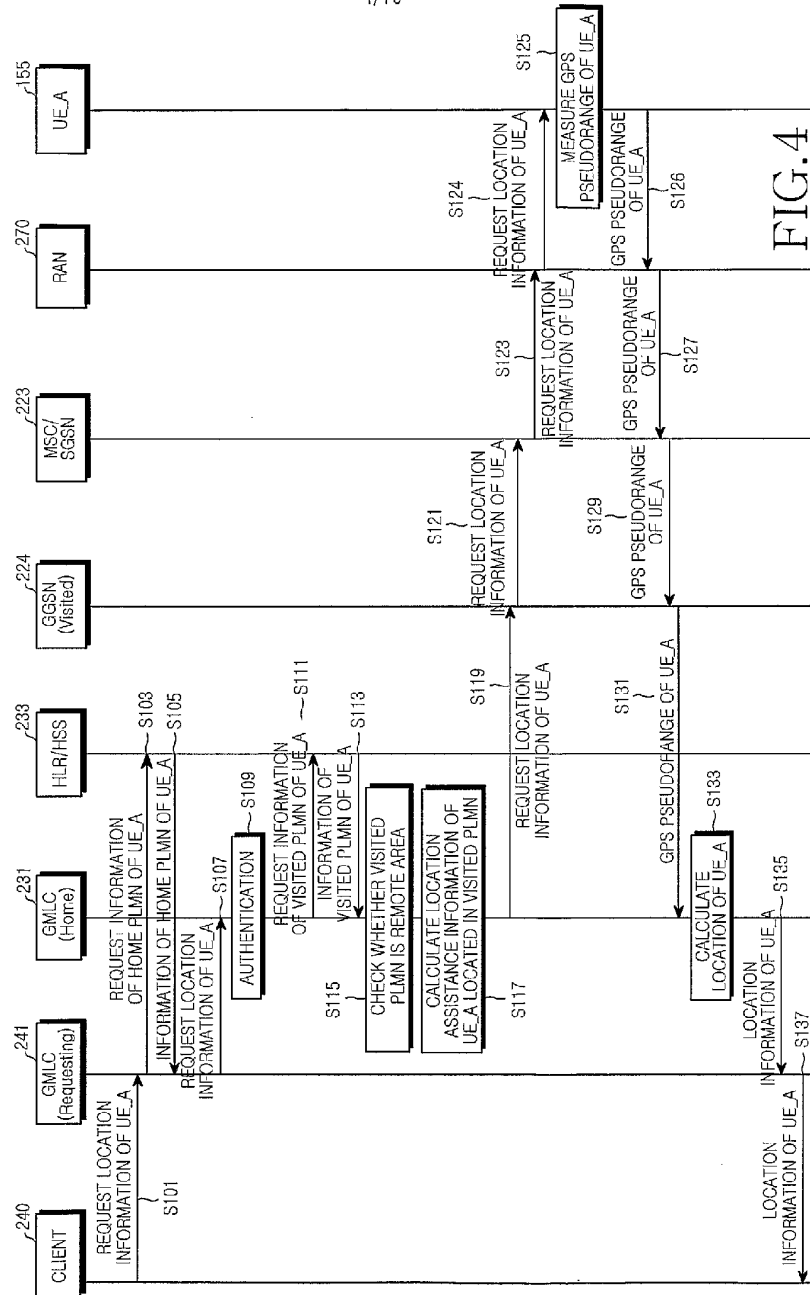 240
CLIENT
241
GMLC
(Requesting)
231
GMLC
(Home)
233
HLR/HSS
224
GGSN
(Visited)
223
MSC/
SGSN
270
RAN
155
UE_A
REQUEST LOCATION
INFORMATION OF UE_A
S101
REQUEST INFORMATION
OF HOME PLMN OF UE_A
S103
INFORMATION OF HOME PLMN OF UE_A
S105
REQUEST LOCATION
INFORMATION OF UE_A
S107
AUTHENTICATION
S109
REQUEST INFORMATION
OF VISITED PLMN OF UE_A
S111
INFORMATION OF
VISITED PLMN OF UE_A
S113
CHECK WHETHER VISITED
PLMN IS REMOTE AREA
S115
CALCULATE LOCATION
ASSISTANCE INFORMATION OF
UE_A LOCATED IN VISITED PLMN
S117
REQUEST LOCATION
INFORMATION OF UE_A
S119
REQUEST LOCATION
INFORMATION OF UE_A
S121
REQUEST LOCATION
INFORMATION OF UE_A
S123
REQUEST LOCATION
INFORMATION OF UE_A
S124
MEASURE GPS
PSEUDORANGE OF UE_A
S125
GPS PSEUDORANGE
OF UE_A
S126
GPS PSEUDORANGE
OF UE_A
S127
GPS PSEUDORANGE
OF UE_A
S129
GPS PSEUDORANGE OF UE_A
S131
CALCULATE
LOCATION OF UE_A
S133
LOCATION
INFORMATION OF UE_A
S135
LOCATION
INFORMATION OF UE_A
S137
FIG.4